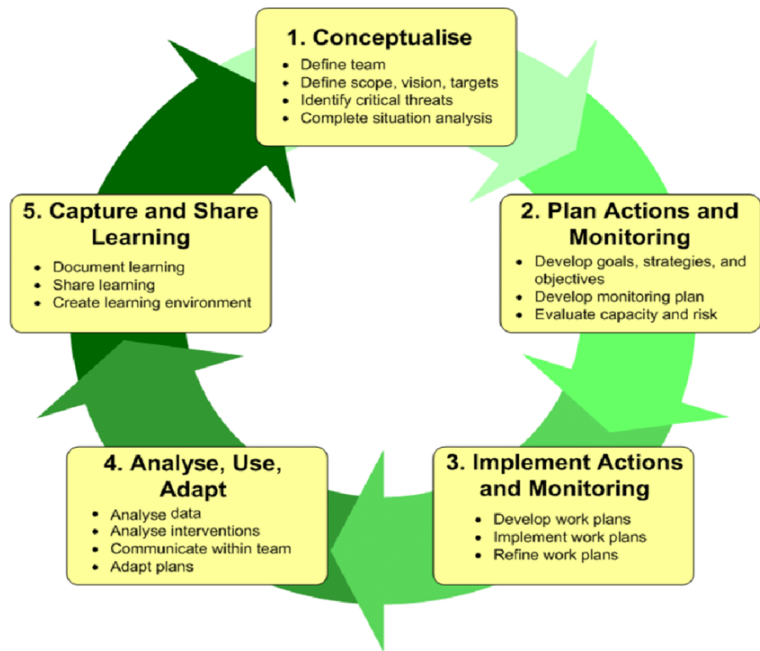 1. Conceptualise
• Define team
• Define scope, vision, targets
• Identify critical threats
• Complete situation analysis
2. Plan Actions and
Monitoring
• Develop goals, strategies, and
objectives
• Develop monitoring plan
• Evaluate capacity and risk
3. Implement Actions
and Monitoring
• Develop work plans
• Implement work plans
• Refine work plans
4. Analyse, Use,
Adapt
• Analyse data
• Analyse interventions
• Communicate within team
• Adapt plans
5. Capture and Share
Learning
• Document learning
• Share learning
• Create learning environment